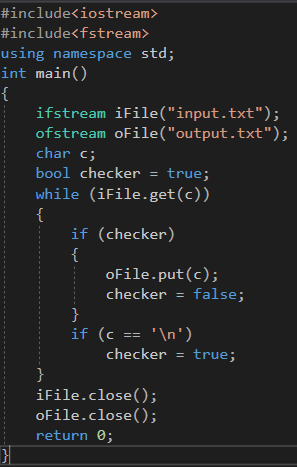 #include<iostream>
#include<fstream>
using namespace std;
int main()
{
    ifstream iFile("input.txt");
    ofstream oFile("output.txt");
    char c;
    bool checker = true;
    while (iFile.get(c))
    {
        if (checker)
        {
            oFile.put(c);
            checker = false;
        }
        if (c == '\n')
            checker = true;
    }
    iFile.close();
    oFile.close();
    return 0;
}